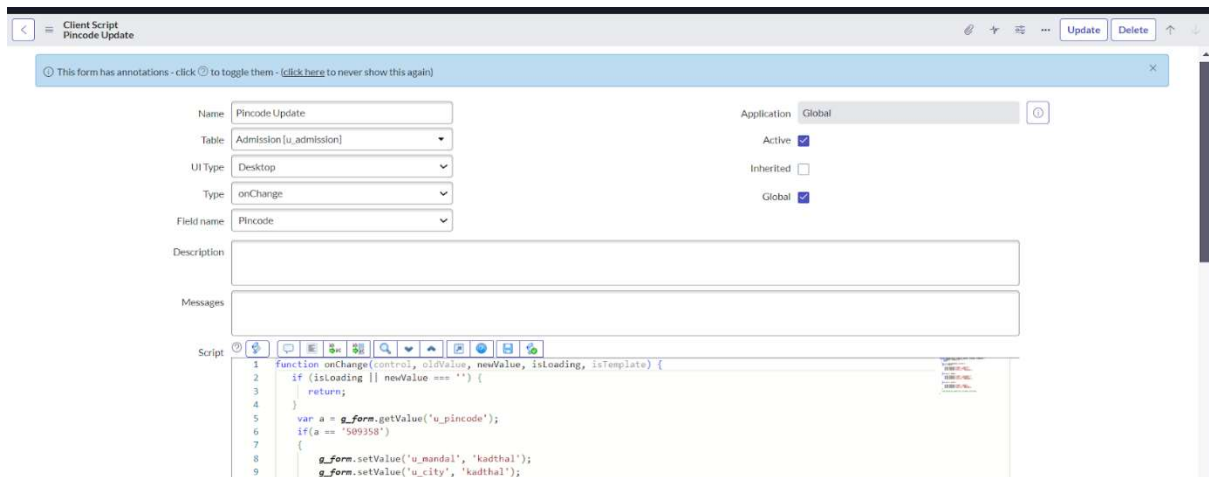 Client Script
Pincode Update
Update
Delete
This form has annotations - click ? to toggle them - (click here to never show this again)
Name Pincode Update
Application Global
Table Admission [u_admission]
Active
UI Type Desktop
Inherited
Type onChange
Global
Field name Pincode
Description
Messages
Script
1 function onChange(control, oldValue, newValue, isLoading, isTemplate) {
2 if (isLoading || newValue === '') {
3 return;
4 }
5 var a = g_form.getValue('u_pincode');
6 if(a == '509358')
7 {
8 g_form.setValue('u_mandal', 'kadthal');
9 g_form.setValue('u_city', 'kadthal');